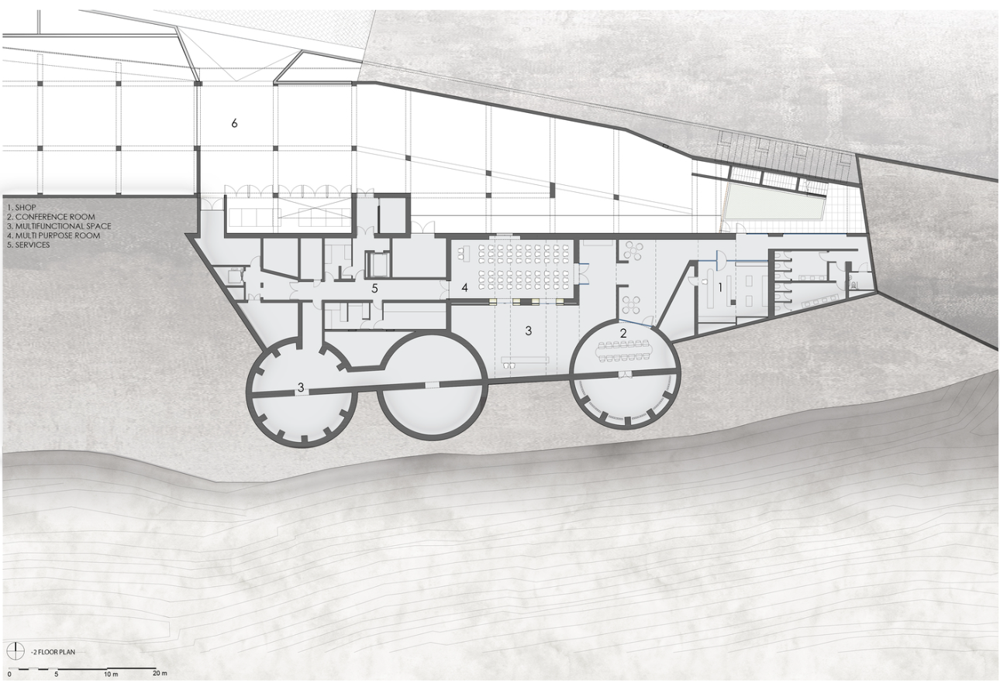 6
1. SHOP
2. CONFERENCE ROOM
3. MULTIFUNCTIONAL SPACE
4. MULTI PURPOSE ROOM
5. SERVICES
5
4
1
3
2
3
-2 FLOOR PLAN
0 5 10 m 20 m